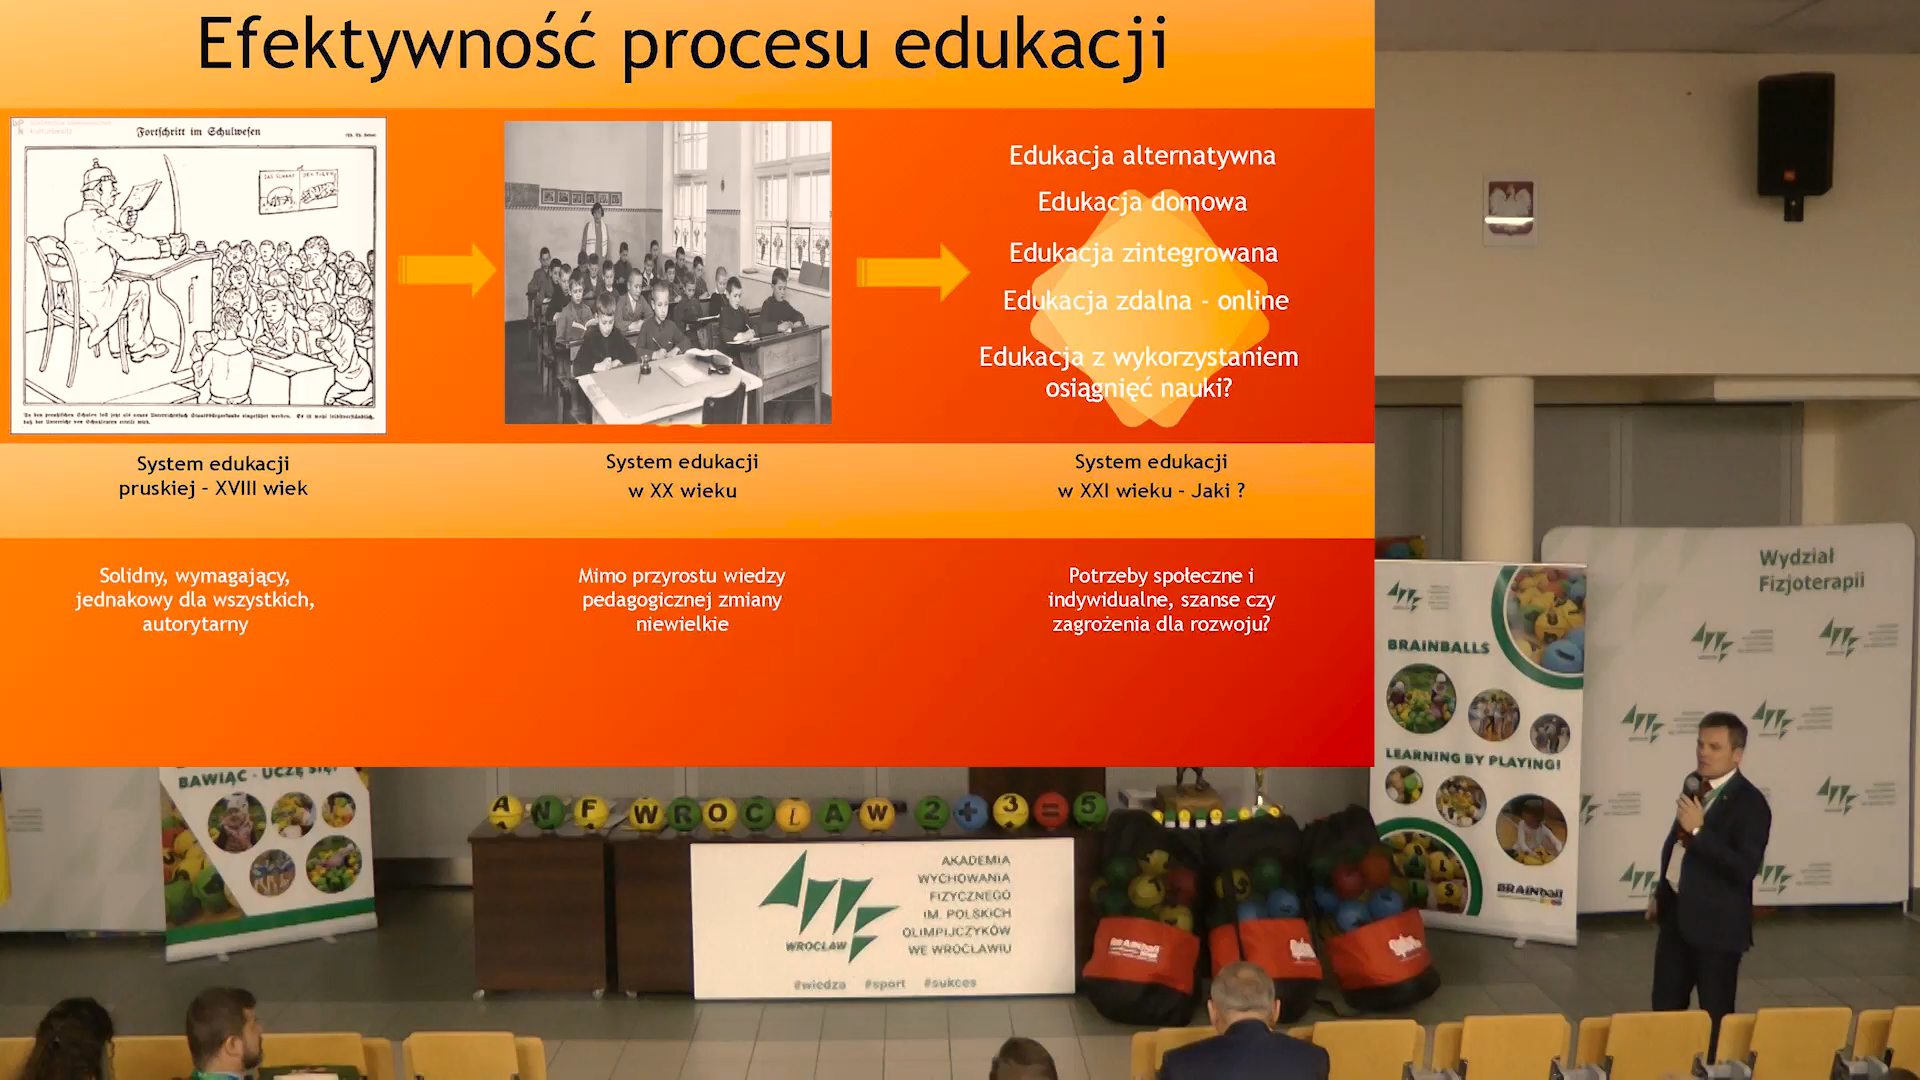 Efektywność procesu edukacji
Fortschritt im Schulwesen
System edukacji
pruskiej - XVIII wiek
System edukacji
w XX wieku
Edukacja alternatywna
Edukacja domowa
Edukacja zintegrowana
Edukacja zdalna - online
Edukacja z wykorzystaniem
osiągnięć nauki?
System edukacji
w XXI wieku - Jaki ?
Solidny, wymagający,
jednakowy dla wszystkich,
autorytarny
Mimo przyrostu wiedzy
pedagogicznej zmiany
niewielkie
Potrzeby społeczne i
indywidualne, szanse czy
zagrożenia dla rozwoju?
Wydział
Fizjoterapii
BRAINBALLS
LEARNING BY PLAYING!
BRAINball
BAWIĄC - UCZĘ SIĘ!
A W F W R O C Ł A W 2 + 3 = 5
AWF
WROCŁAW
AKADEMIA
WYCHOWANIA
FIZYCZNEGO
IM. POLSKICH
OLIMPIJCZYKÓW
WE WROCŁAWIU
#wiedza #sport #sukces